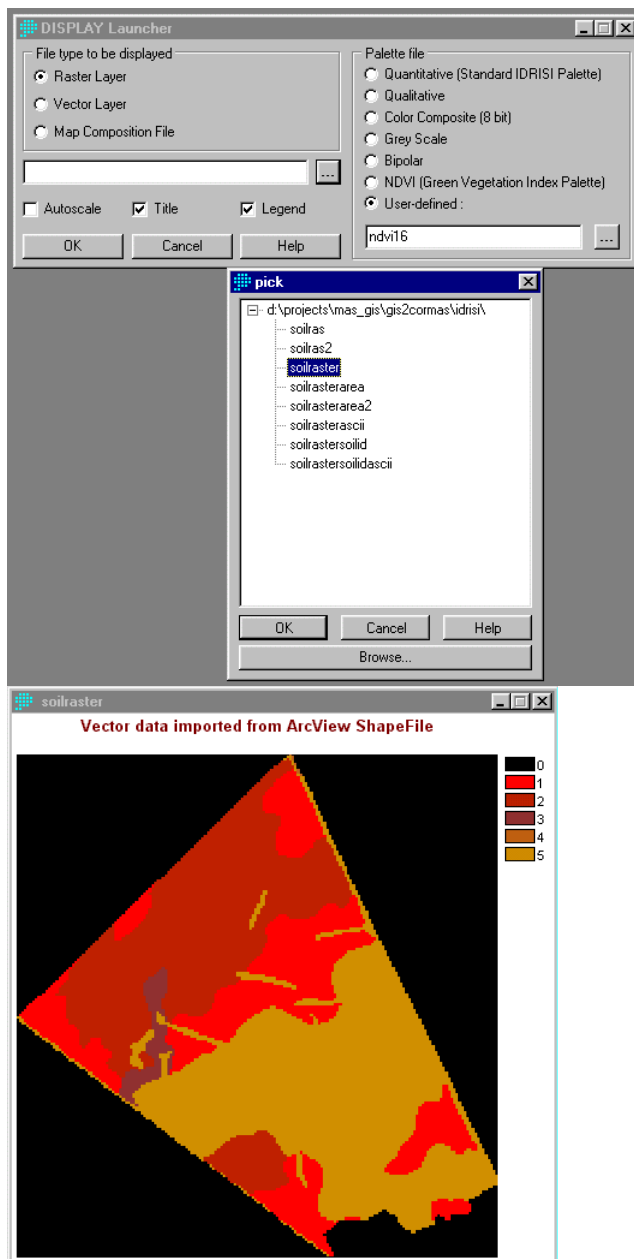 DISPLAY Launcher
File type to be displayed
Raster Layer
Vector Layer
Map Composition File
...
Autoscale
Title
Legend
OK
Cancel
Help
Palette file
Quantitative (Standard IDRISI Palette)
Qualitative
Color Composite (8 bit)
Grey Scale
Bipolar
NDVI (Green Vegetation Index Palette)
User-defined :
ndvi16
...
pick
d:\projects\mas_gis\gis2cormas\idrisi\
soilras
soilras2
soilraster
soilrasterarea
soilrasterarea2
soilrasterascii
soilrastersoilid
soilrastersoilidascii
OK
Cancel
Help
Browse...
soilraster
Vector data imported from ArcView ShapeFile
0
1
2
3
4
5